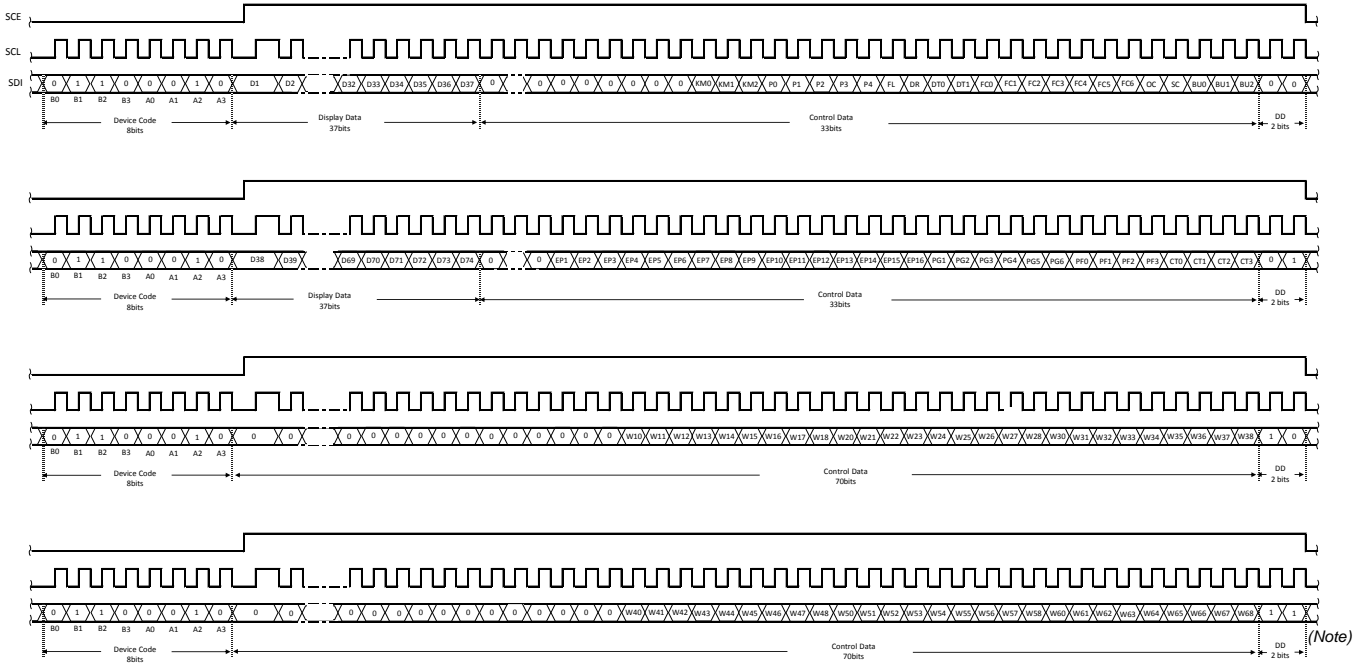 SCE
SCL
SDI 0 1 1 0 0 0 1 0 D1 D2 D32 D33 D34 D35 D36 D37 0 0 0 0 0 0 0 0 KM0 KM1 KM2 P0 P1 P2 P3 P4 FL DR DT0 DT1 FC0 FC1 FC2 FC3 FC4 FC5 FC6 OC SC BU0 BU1 BU2 0 0
B0 B1 B2 B3 A0 A1 A2 A3
Device Code Display Data Control Data DD
8bits 37bits 33bits 2 bits
0 1 1 0 0 0 1 0 D38 D39 D69 D70 D71 D72 D73 D74 0 0 EP1 EP2 EP3 EP4 EP5 EP6 EP7 EP8 EP9 EP10 EP11 EP12 EP13 EP14 EP15 EP16 PG1 PG2 PG3 PG4 PG5 PG6 PF0 PF1 PF2 PF3 CT0 CT1 CT2 CT3 0 1
B0 B1 B2 B3 A0 A1 A2 A3
Device Code Display Data Control Data DD
8bits 37bits 33bits 2 bits
0 1 1 0 0 0 1 0 0 0 0 0 0 0 0 0 0 0 0 0 0 0 W10 W11 W12 W13 W14 W15 W16 W17 W18 W20 W21 W22 W23 W24 W25 W26 W27 W28 W30 W31 W32 W33 W34 W35 W36 W37 W38 1 0
B0 B1 B2 B3 A0 A1 A2 A3
Device Code Control Data DD
8bits 70bits 2 bits
0 1 1 0 0 0 1 0 0 0 0 0 0 0 0 0 0 0 0 0 0 0 W40 W41 W42 W43 W44 W45 W46 W47 W48 W50 W51 W52 W53 W54 W55 W56 W57 W58 W60 W61 W62 W63 W64 W65 W66 W67 W68 1 1
B0 B1 B2 B3 A0 A1 A2 A3 (Note)
Device Code Control Data DD
8bits 70bits 2 bits